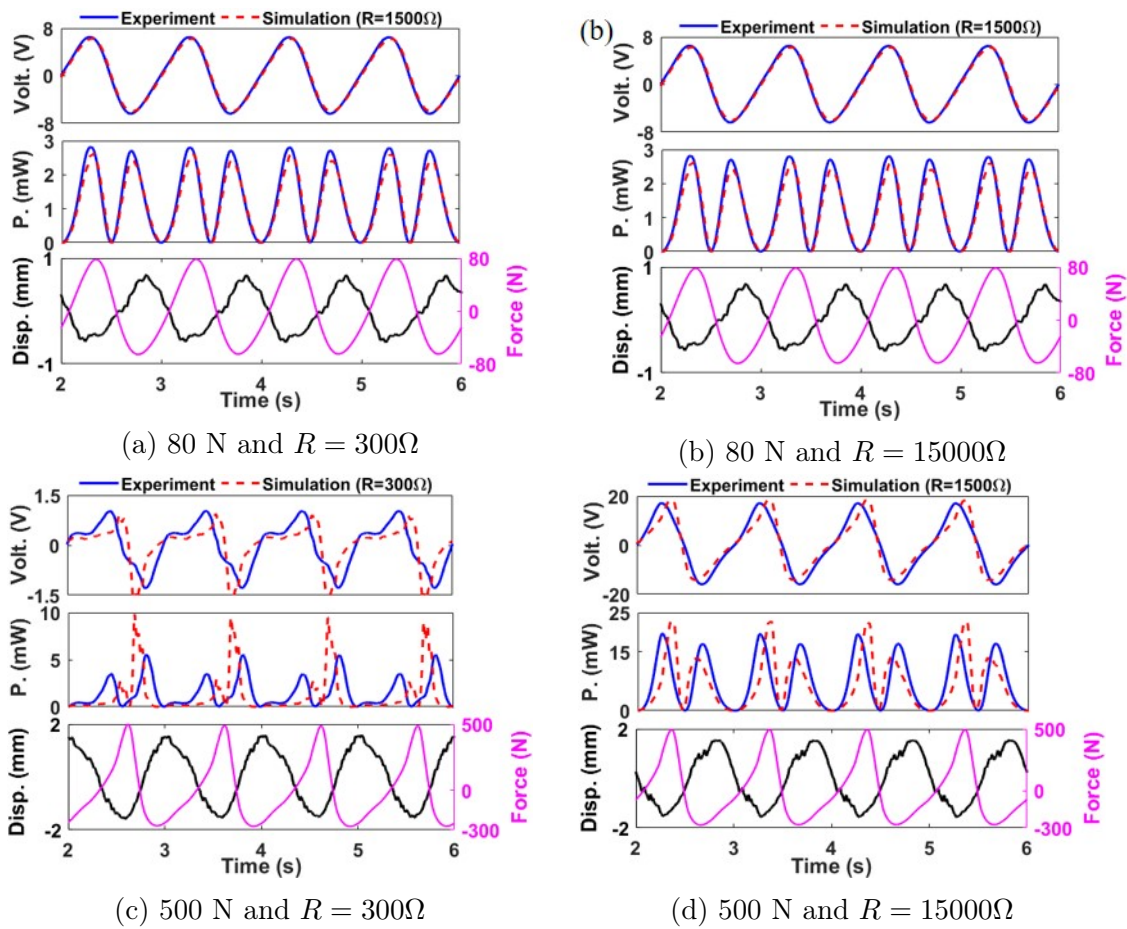 Experiment Simulation (R=1500Ω)
8
0
-8
Volt. (V)
3
2
1
0
P. (mW)
1
0
-1
Disp. (mm)
80
0
-80
Force (N)
2 3 4 5 6
Time (s)
(a) 80 N and R = 300Ω
(b)
Experiment Simulation (R=1500Ω)
8
0
-8
Volt. (V)
3
2
1
0
P. (mW)
1
0
-1
Disp. (mm)
80
0
-80
Force (N)
2 3 4 5 6
Time (s)
(b) 80 N and R = 15000Ω
Experiment Simulation (R=300Ω)
1.5
0
-1.5
Volt. (V)
10
5
0
P. (mW)
2
0
-2
Disp. (mm)
500
0
-300
Force (N)
2 3 4 5 6
Time (s)
(c) 500 N and R = 300Ω
Experiment Simulation (R=1500Ω)
20
0
-20
Volt. (V)
25
15
0
P. (mW)
2
0
-2
Disp. (mm)
500
0
-300
Force (N)
2 3 4 5 6
Time (s)
(d) 500 N and R = 15000Ω